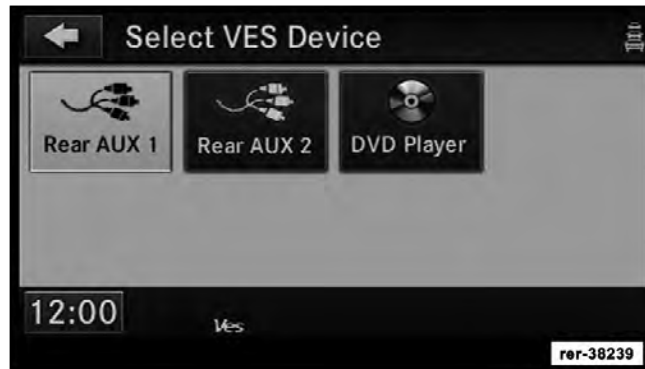 Select VES Device
Rear AUX 1 Rear AUX 2 DVD Player
12:00
Ves
rer-38239